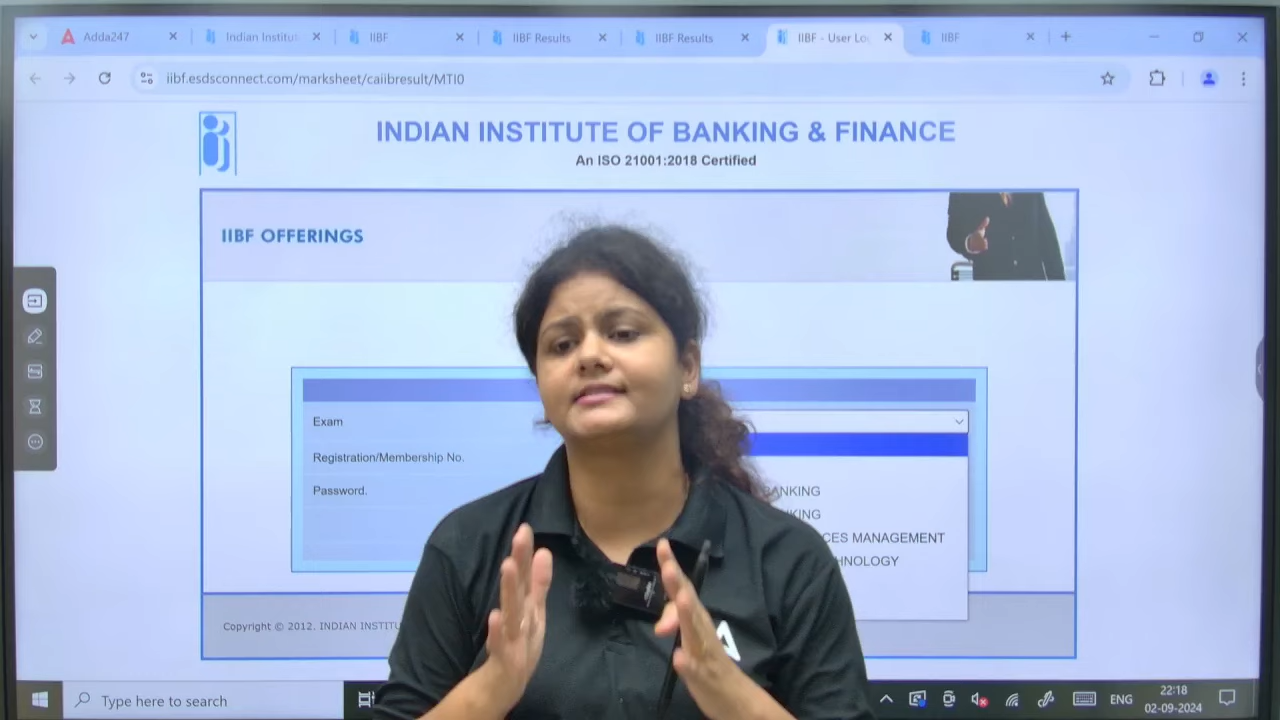 Adda247
Indian Institut
IIBF
IIBF Results
IIBF Results
IIBF - User Lo
IIBF
iibf.esdsconnect.com/marksheet/caiibresult/MTI0
INDIAN INSTITUTE OF BANKING & FINANCE
An ISO 21001:2018 Certified
IIBF OFFERINGS
Exam
Registration/Membership No.
Password.
BANKING
KING
CES MANAGEMENT
HNOLOGY
Copyright © 2012. INDIAN INSTITU
Type here to search
ENG
22:18
02-09-2024